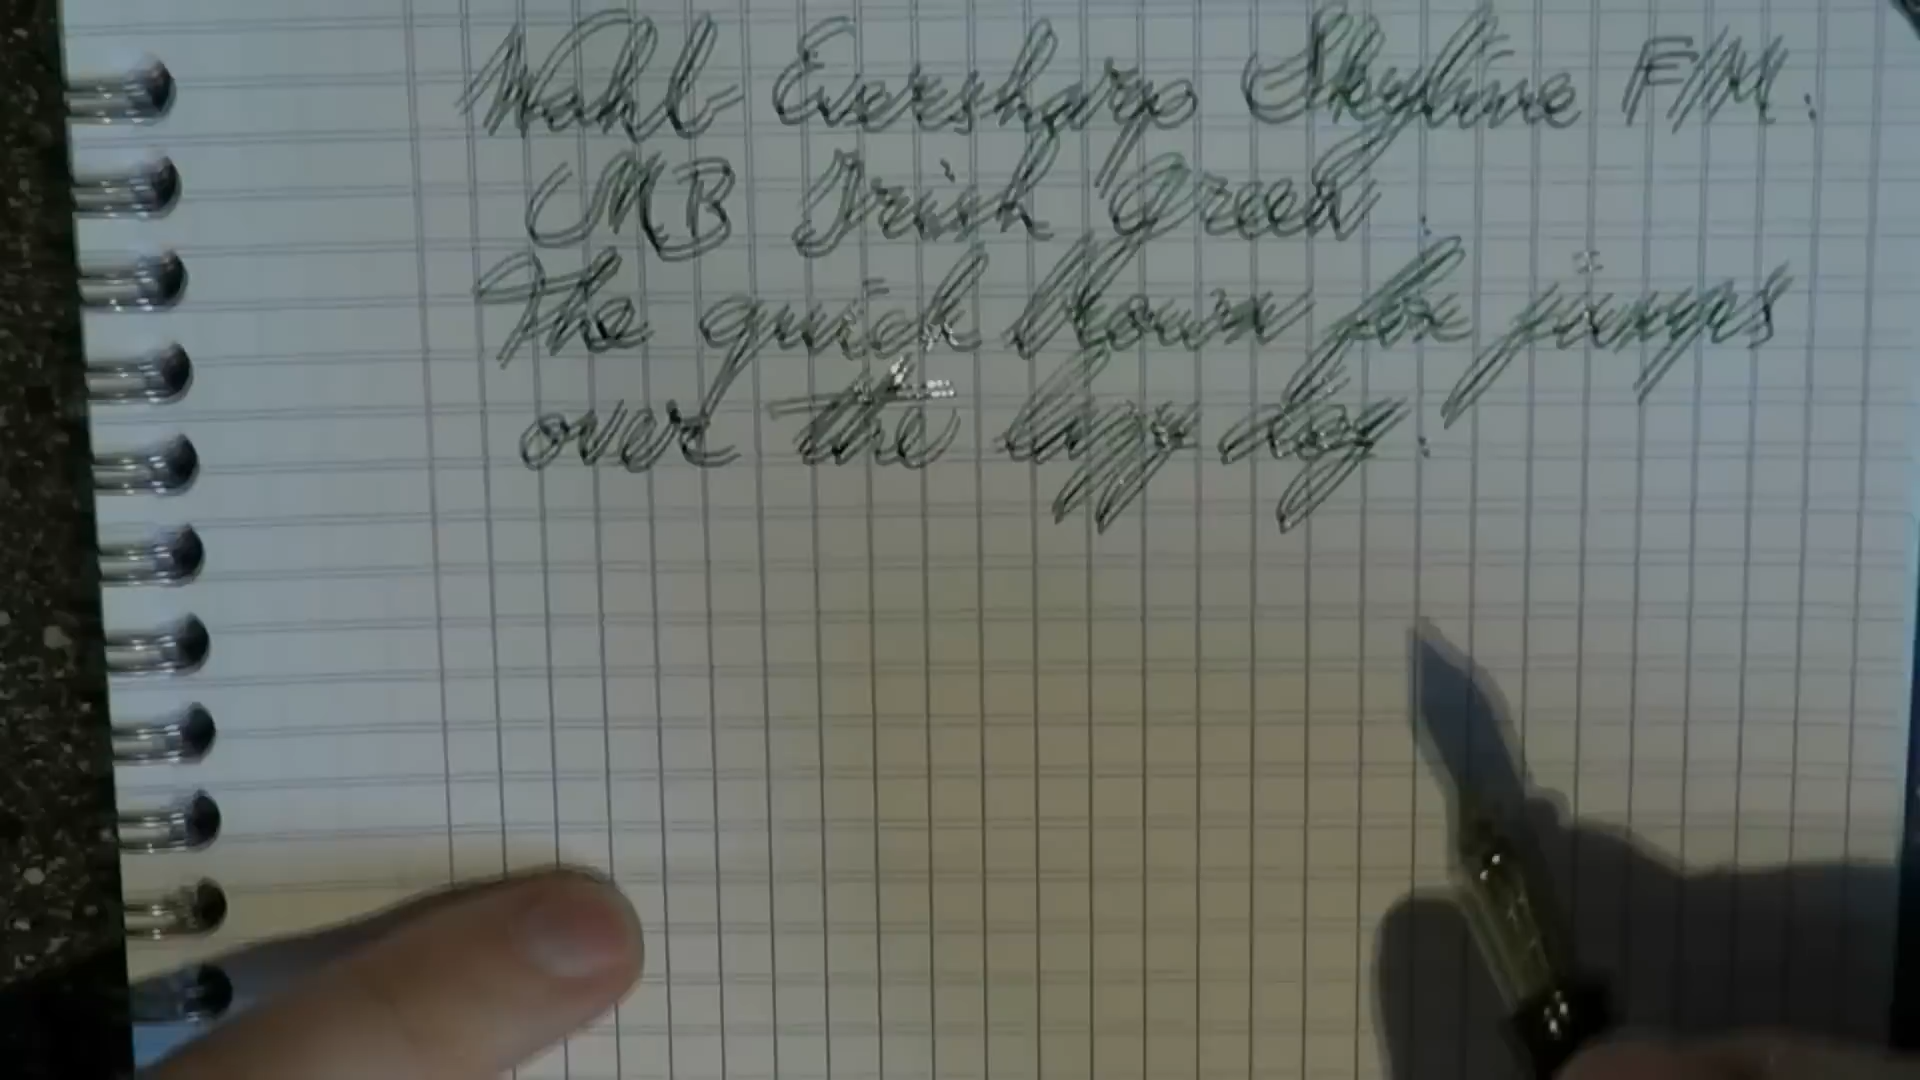 Wahl Eversharp Skyline F/M.
MB Irish Green.
The quick brown fox jumps
over the lazy dog.